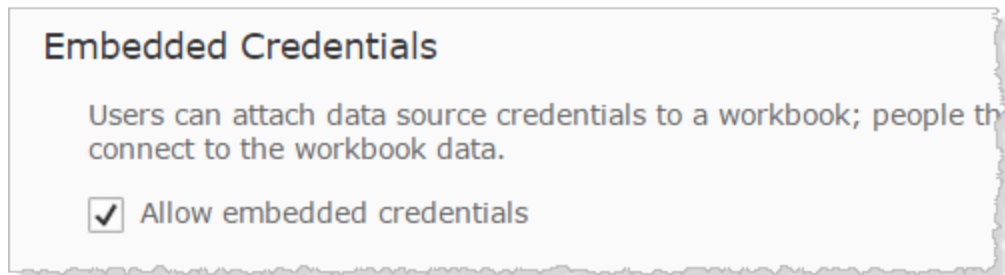 Embedded Credentials
Users can attach data source credentials to a workbook; people th
connect to the workbook data.
Allow embedded credentials